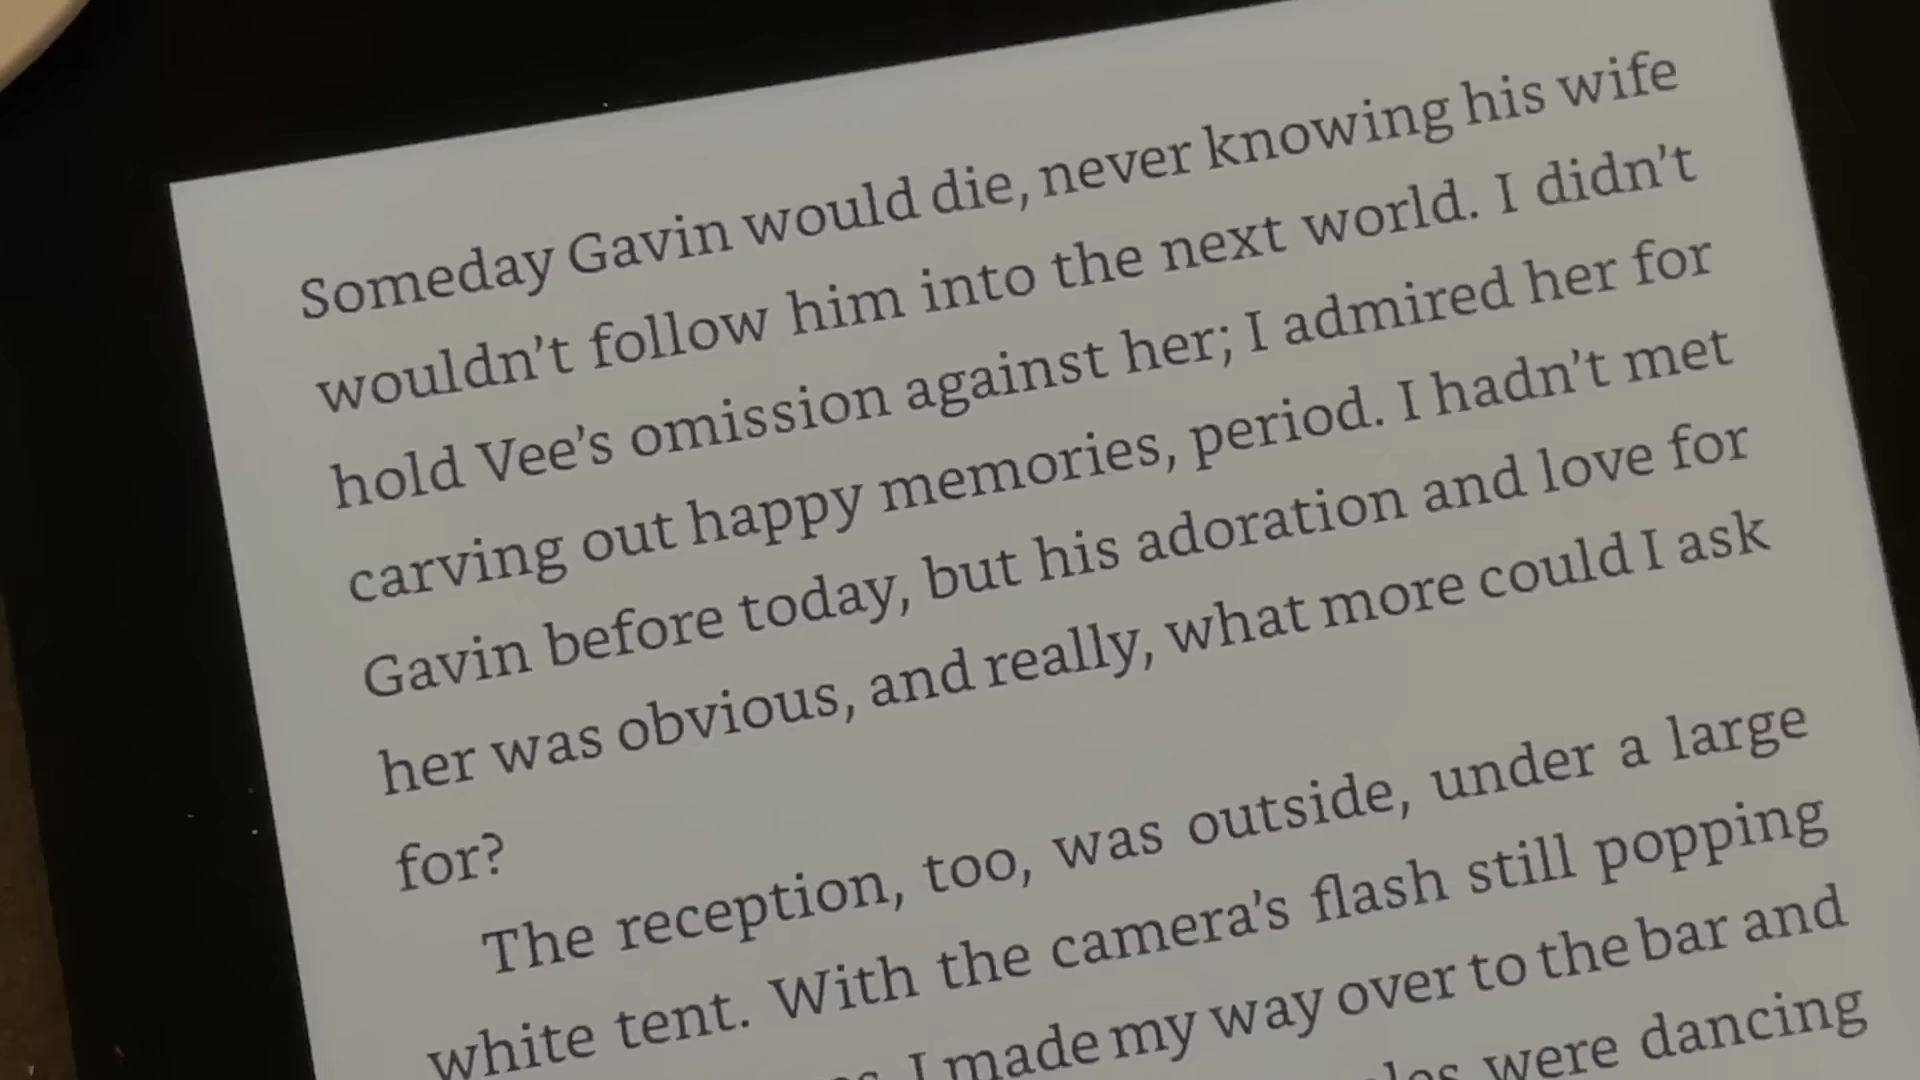 Someday Gavin would die, never knowing his wife
wouldn't follow him into the next world. I didn't
hold Vee's omission against her; I admired her for
carving out happy memories, period. I hadn't met
Gavin before today, but his adoration and love for
her was obvious, and really, what more could I ask
for?
The reception, too, was outside, under a large
white tent. With the camera's flash still popping
I made my way over to the bar and
were dancing